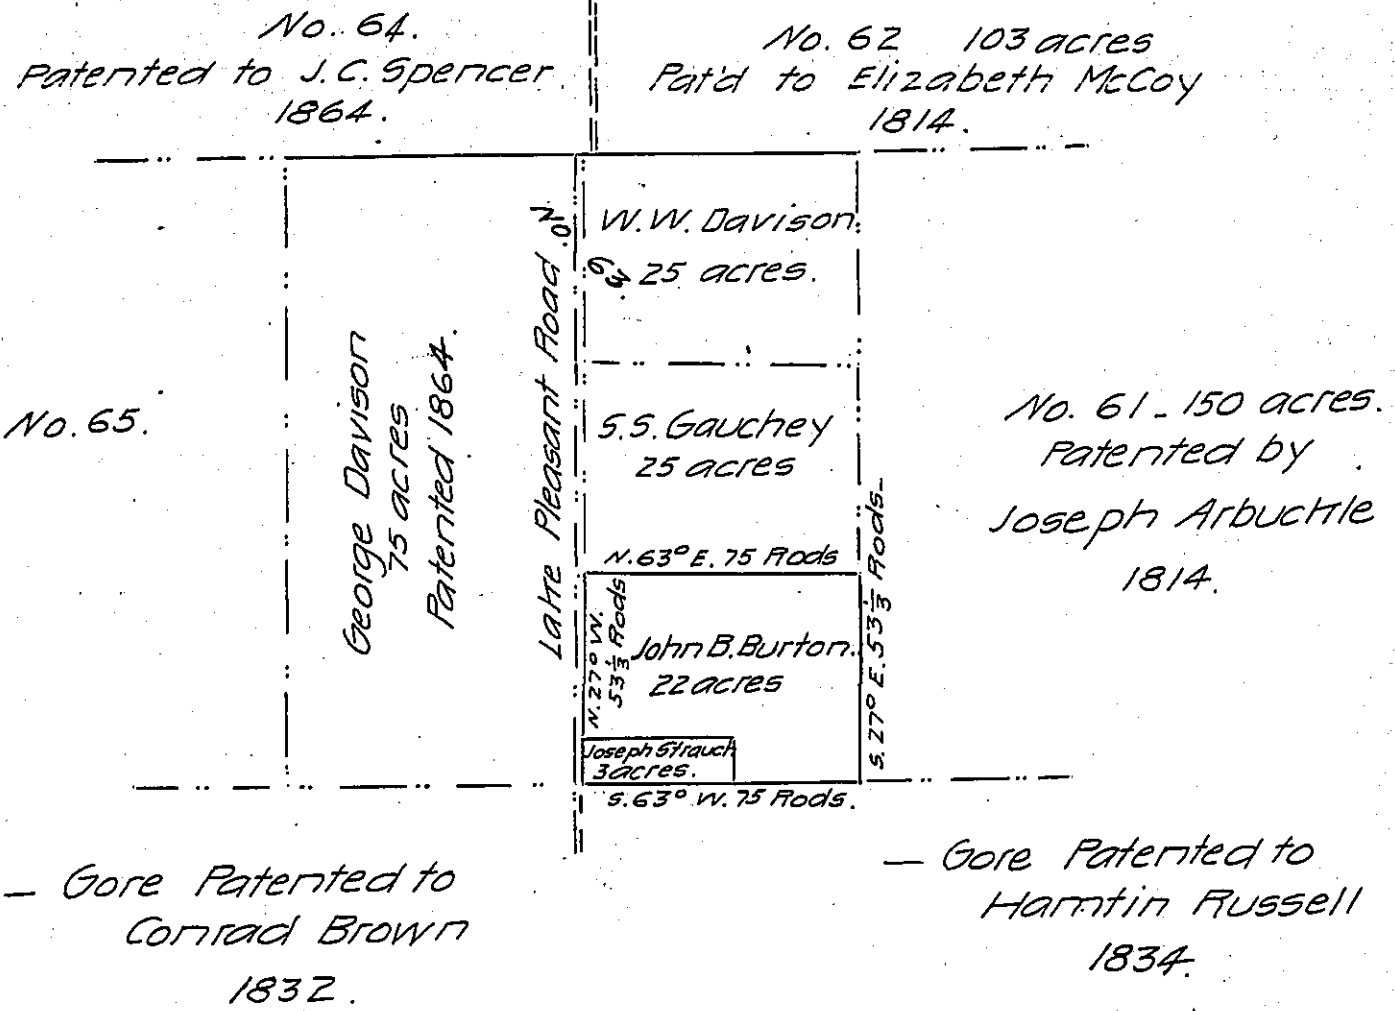 No. 64.
Patented to J. C. Spencer
1864.
No. 62 103 acres
Pat'd to Elizabeth McCoy
1814.
No. 65.
George Davison
75 acres
Patented 1864.
Lake Pleasant Road
No. 63.
W. W. Davison
25 acres.
S. S. Gauchey
25 acres
N. 63° E. 75 Rods
N. 27° W.
53 1/3 Rods
John B. Burton.
22 acres
S. 27° E. 53 1/3 Rods-
Joseph Strauch
3 acres.
S. 63° W. 75 Rods.
No. 61 - 150 acres.
Patented by
Joseph Arbuckle
1814.
— Gore Patented to
Conrad Brown
1832.
— Gore Patented to
Hamtin Russell
1834.